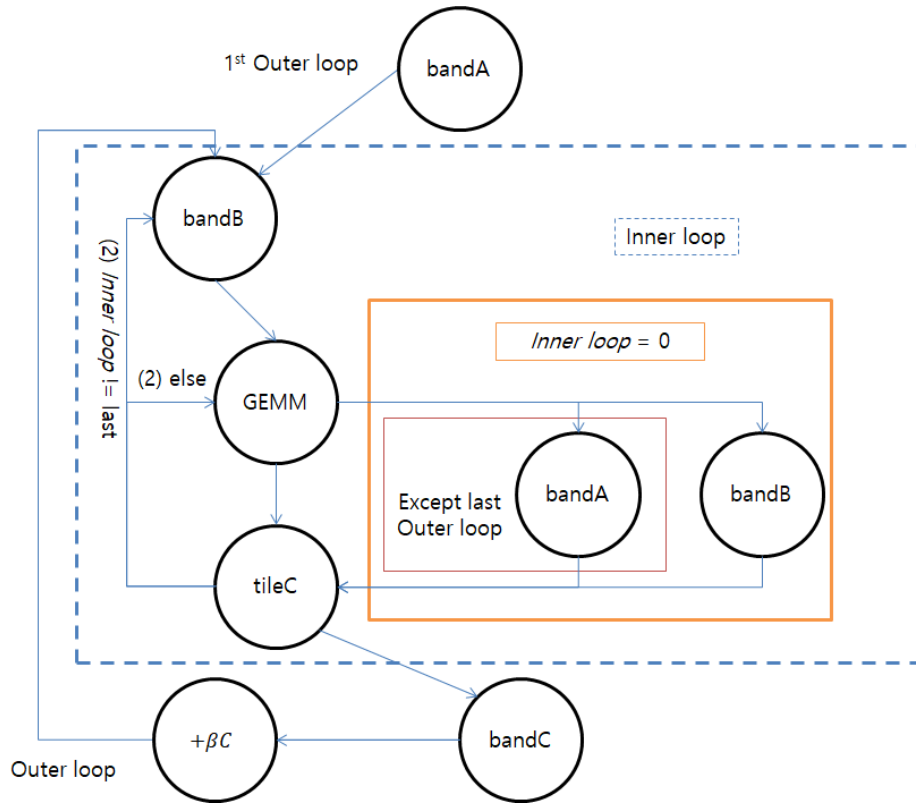 1st Outer loop
bandA
bandB
Inner loop
(2) Inner loop != last
Inner loop = 0
(2) else
GEMM
Except last
Outer loop
bandA
bandB
tileC
+βC
bandC
Outer loop